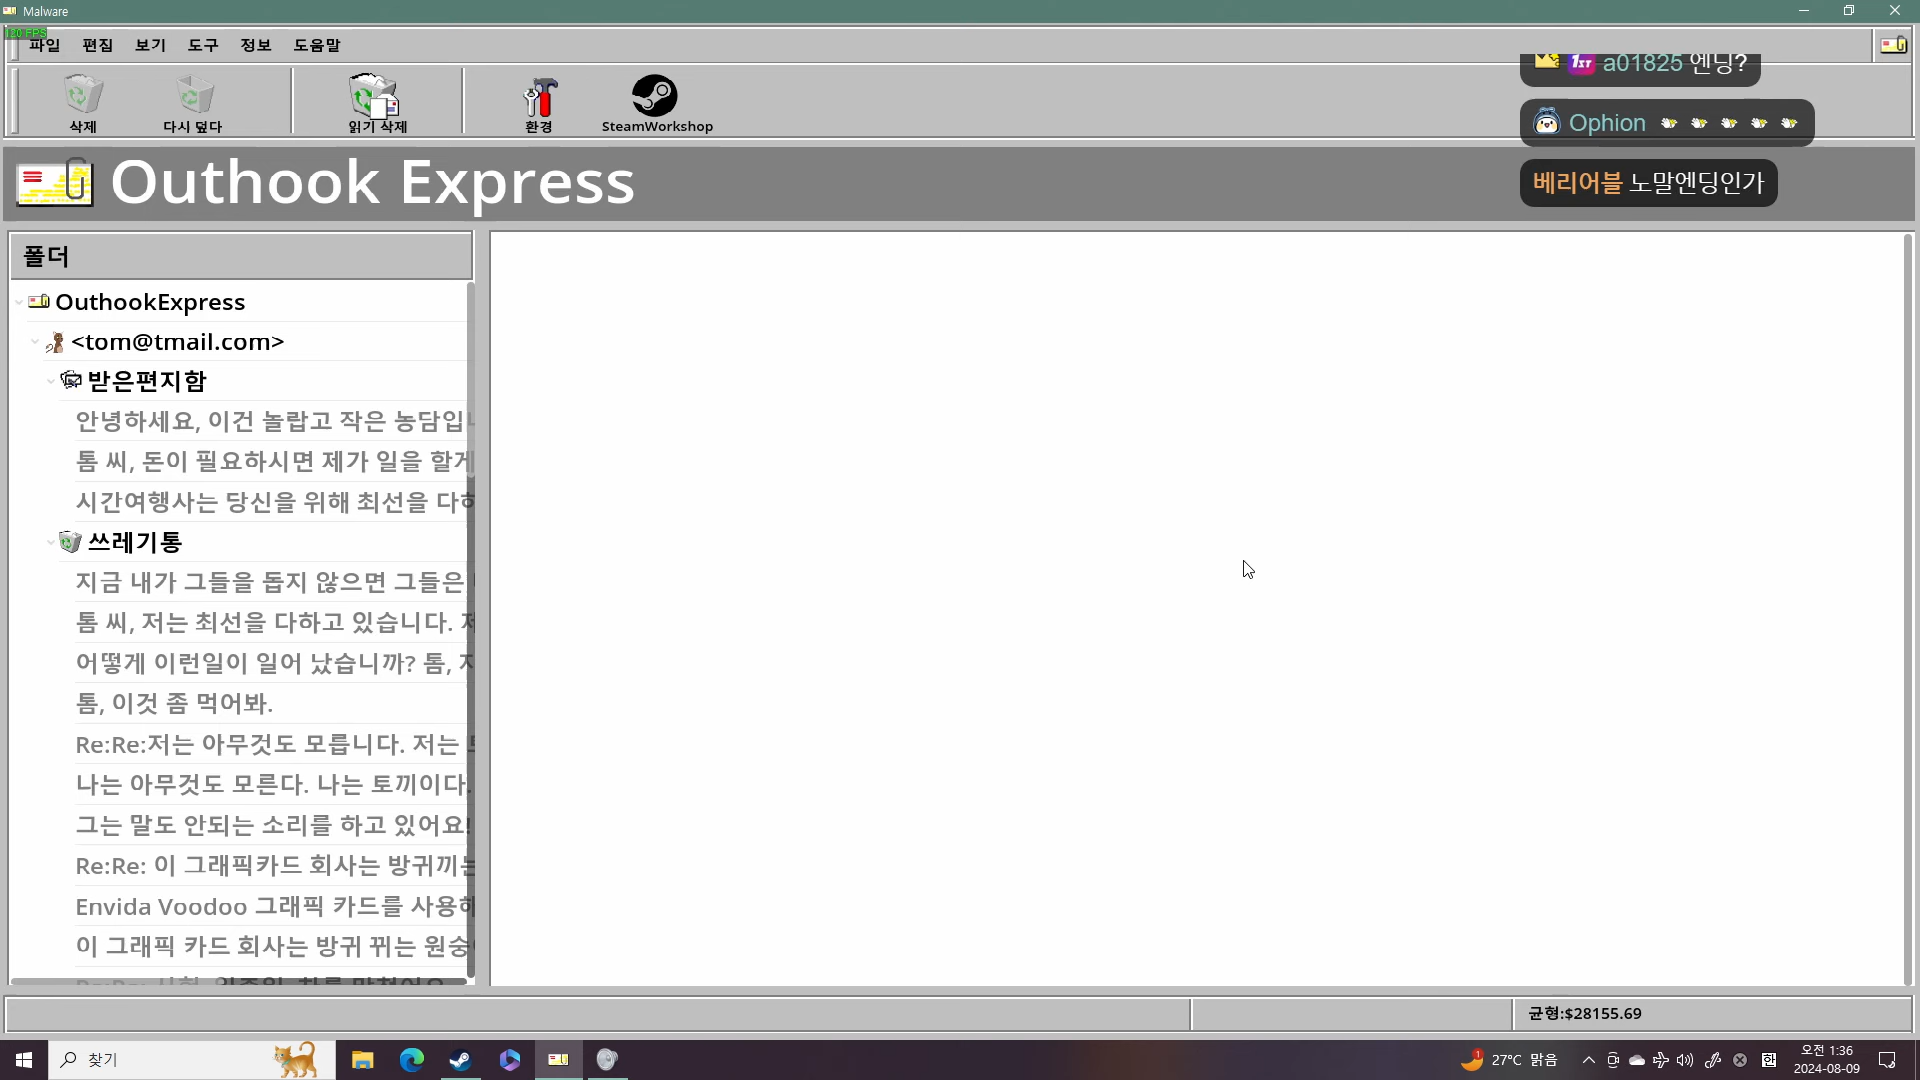 Malware
파일 편집 보기 도구 정보 도움말
삭제 다시 덮다 읽기 삭제 환경 SteamWorkshop
1ST a01825 엔딩?
Ophion
베리어블 노말엔딩인가
Outhook Express
폴더
OuthookExpress
<tom@tmail.com>
받은편지함
안녕하세요, 이건 놀랍고 작은 농담입
톰 씨, 돈이 필요하시면 제가 일을 할게
시간여행사는 당신을 위해 최선을 다하
쓰레기통
지금 내가 그들을 돕지 않으면 그들은
톰 씨, 저는 최선을 다하고 있습니다.
어떻게 이런일이 일어 났습니까? 톰,
톰, 이것 좀 먹어봐.
Re:Re:저는 아무것도 모릅니다. 저는
나는 아무것도 모른다. 나는 토끼이다.
그는 말도 안되는 소리를 하고 있어요!
Re:Re: 이 그래픽카드 회사는 방귀끼는
Envida Voodoo 그래픽 카드를 사용해
이 그래픽 카드 회사는 방귀 뀌는 원숭
균형:$28155.69
찾기
1
27°C 맑음
한
오전 1:36
2024-08-09